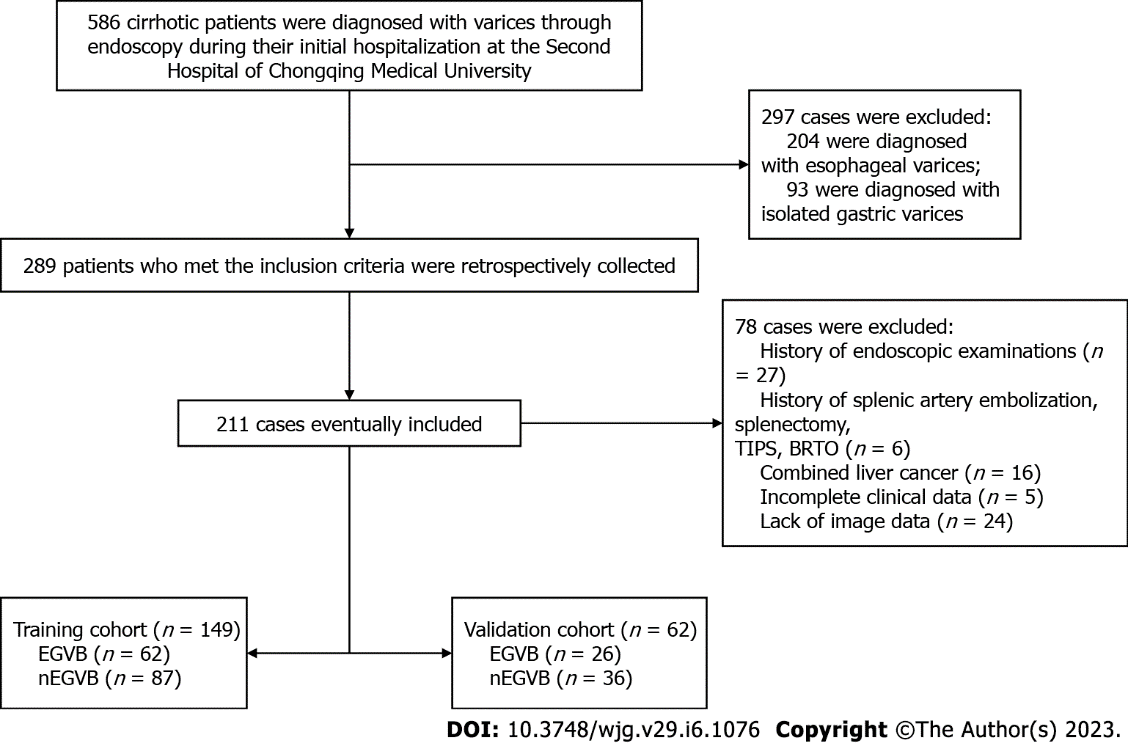 586 cirrhotic patients were diagnosed with varices through
endoscopy during their initial hospitalization at the Second
Hospital of Chongqing Medical University
297 cases were excluded:
204 were diagnosed
with esophageal varices;
93 were diagnosed with
isolated gastric varices
289 patients who met the inclusion criteria were retrospectively collected
78 cases were excluded:
History of endoscopic examinations (n
= 27)
History of splenic artery embolization,
splenectomy,
TIPS, BRTO (n = 6)
Combined liver cancer (n = 16)
Incomplete clinical data (n = 5)
Lack of image data (n = 24)
211 cases eventually included
Training cohort (n = 149)
EGVB (n = 62)
nEGVB (n = 87)
Validation cohort (n = 62)
EGVB (n = 26)
nEGVB (n = 36)
DOI: 10.3748/wjg.v29.i6.1076 Copyright ©The Author(s) 2023.